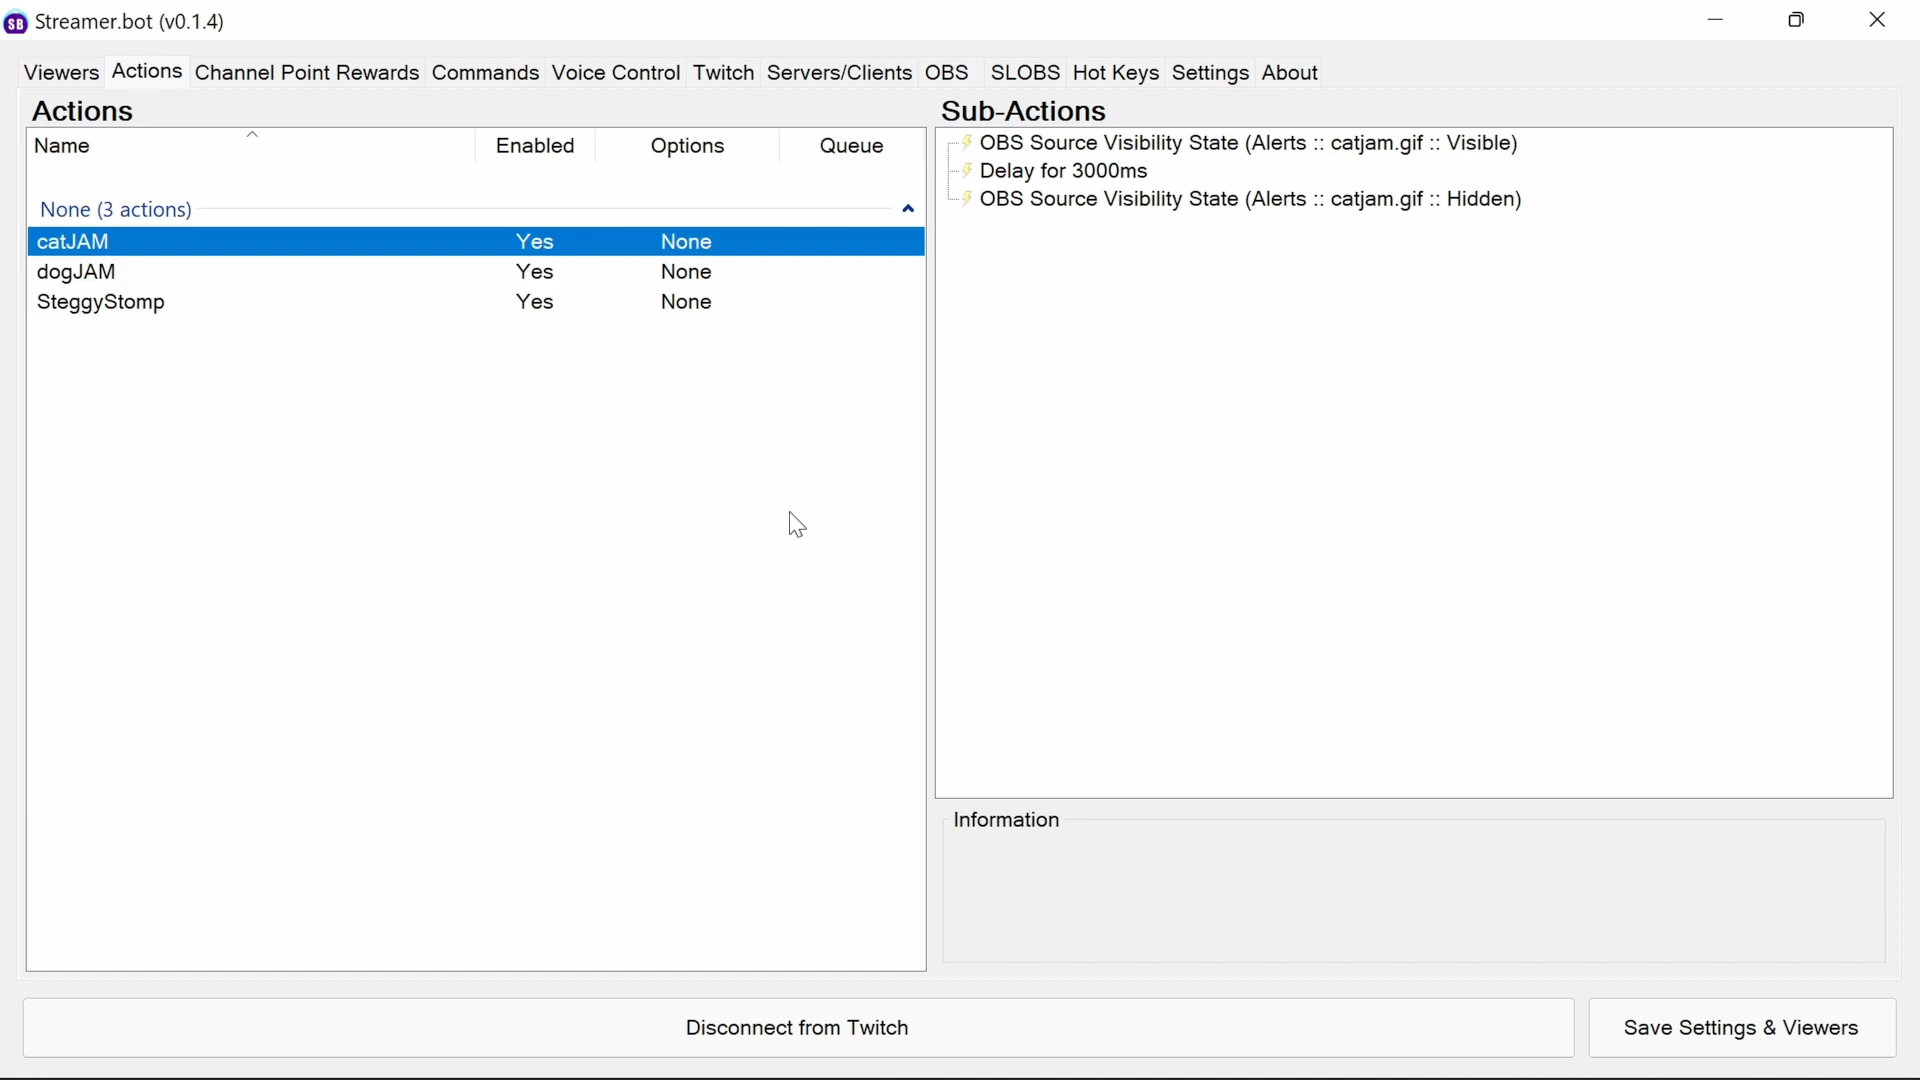 SB Streamer.bot (v0.1.4)
Viewers Actions Channel Point Rewards Commands Voice Control Twitch Servers/Clients OBS SLOBS Hot Keys Settings About
Actions
Name Enabled Options Queue
None (3 actions)
catJAM Yes None
dogJAM Yes None
SteggyStomp Yes None
Sub-Actions
OBS Source Visibility State (Alerts :: catjam.gif :: Visible)
Delay for 3000ms
OBS Source Visibility State (Alerts :: catjam.gif :: Hidden)
Information
Disconnect from Twitch
Save Settings & Viewers